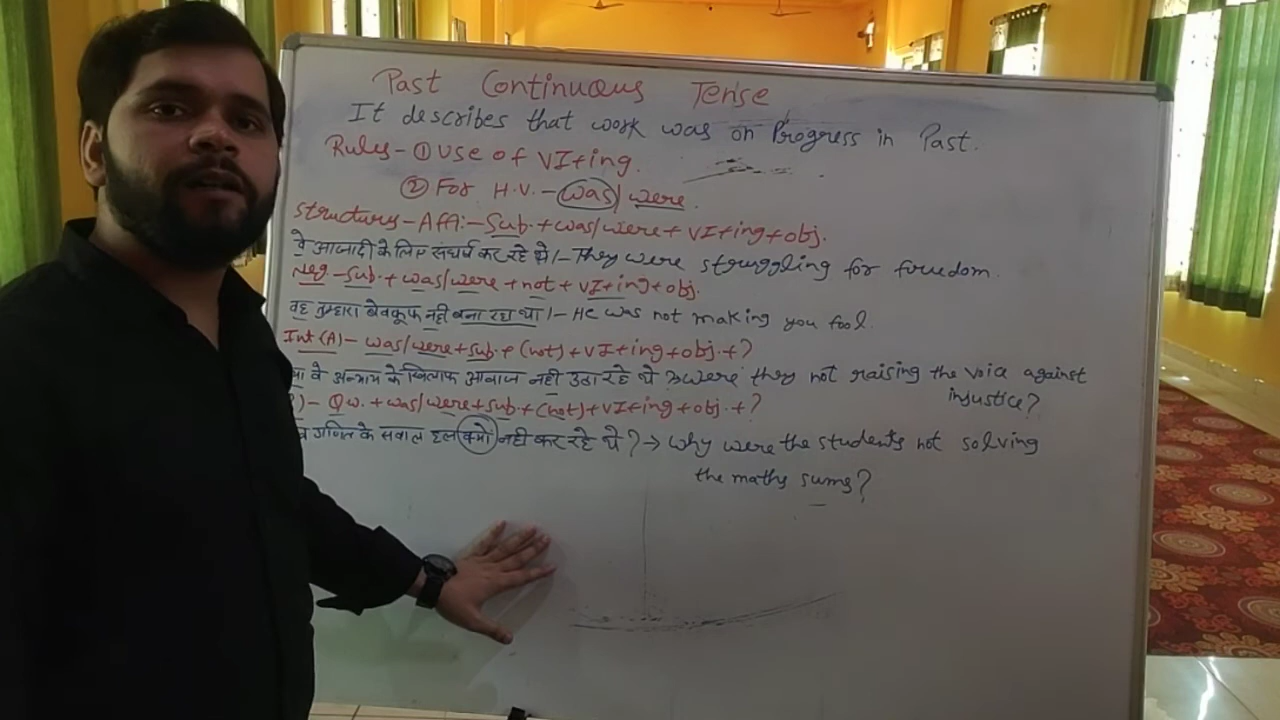 Past Continuous Tense
It describes that work was on Progress in Past.
Rules - ① Use of VI+ing.
② For H.V. - was/were.
Structures - Affi:- Sub. + was/were + VI+ing+obj.
वे आजादी के लिए संघर्ष कर रहे थे।- They were struggling for freedom.
Neg - Sub. + was/were + not + VI+ing+obj.
वह तुम्हारा बेवकूफ नहीं बना रहा था।- He was not making you fool.
Int (A) - was/were+sub.+ (not) + VI+ing+obj.+?
वे अन्याय के खिलाफ आवाज नहीं उठा रहे थे were they not raising the voice against
injustice?
) - Qw. + was/were+sub + (not)+VI+ing+obj.+?
गणित के सवाल हल क्यों नहीं कर रहे थे?→ Why were the students not solving
the maths sums?